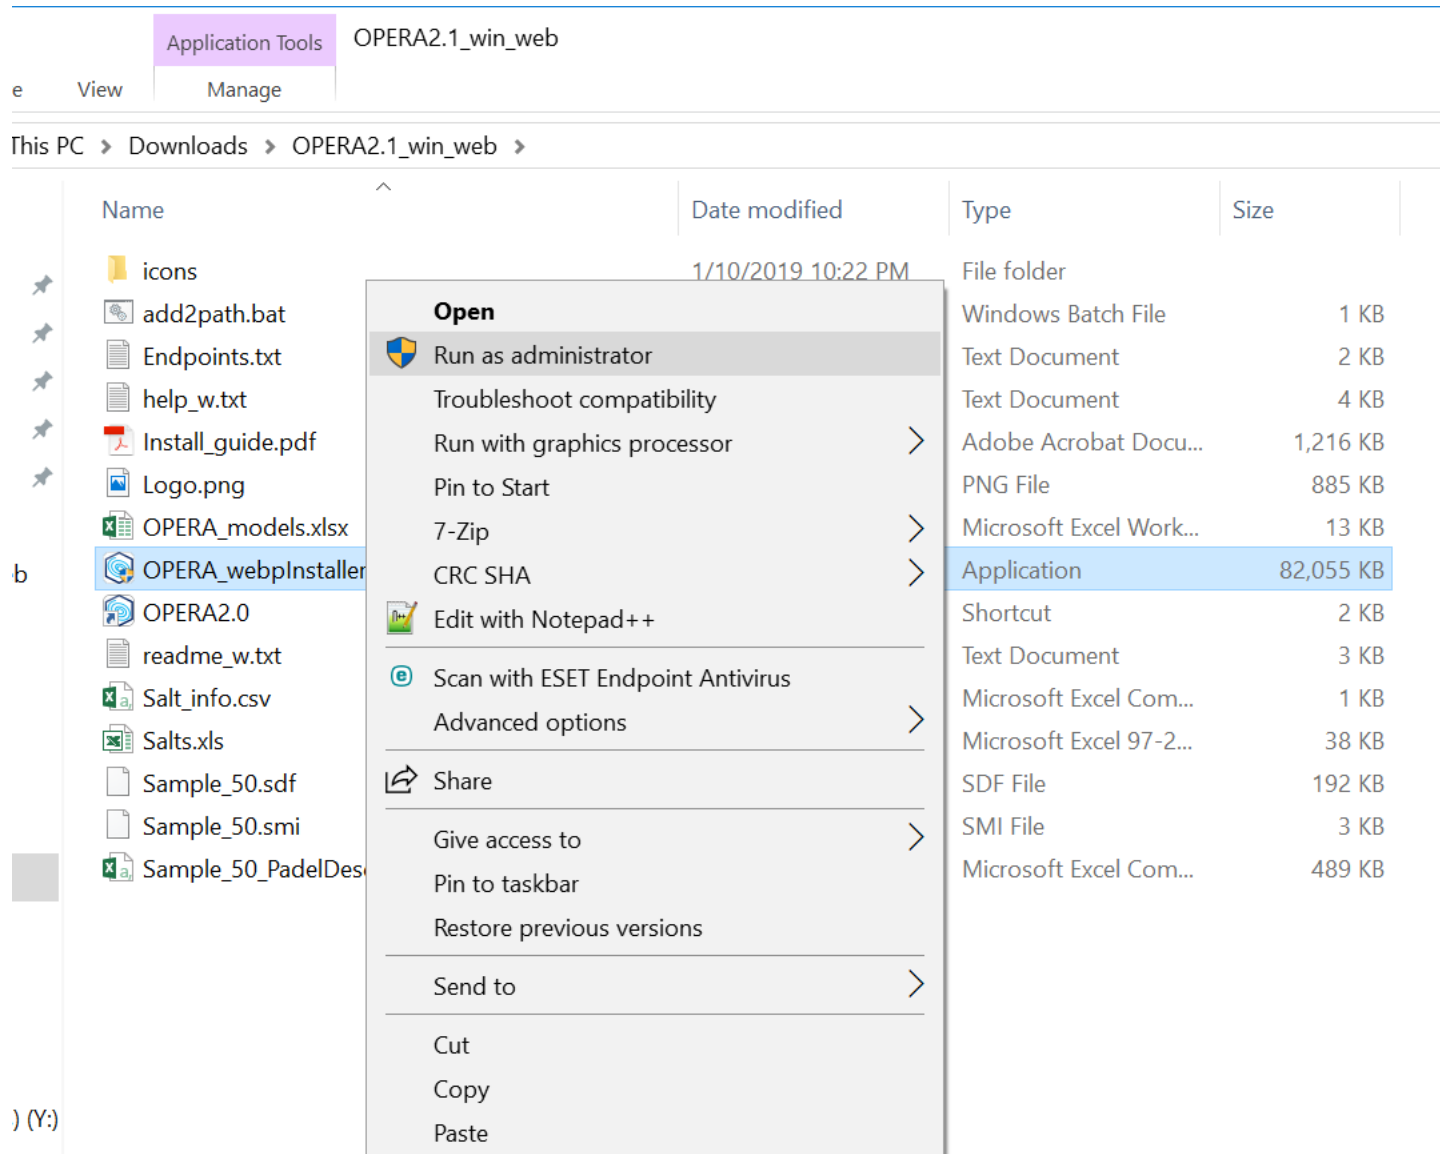 Application Tools OPERA2.1_win_web
e View Manage
This PC > Downloads > OPERA2.1_win_web >
Name Date modified Type Size
icons 1/10/2019 10:22 PM File folder
Open
add2path.bat Windows Batch File 1 KB
Run as administrator
Endpoints.txt Text Document 2 KB
help_w.txt Troubleshoot compatibility Text Document 4 KB
Install_guide.pdf Run with graphics processor Adobe Acrobat Docu... 1,216 KB
Logo.png Pin to Start PNG File 885 KB
OPERA_models.xlsx 7-Zip Microsoft Excel Work... 13 KB
b OPERA_webpInstaller CRC SHA Application 82,055 KB
OPERA2.0 Edit with Notepad++ Shortcut 2 KB
readme_w.txt Text Document 3 KB
Scan with ESET Endpoint Antivirus
Salt_info.csv Microsoft Excel Com... 1 KB
Advanced options
Salts.xls Microsoft Excel 97-2... 38 KB
Sample_50.sdf Share SDF File 192 KB
Sample_50.smi Give access to SMI File 3 KB
Sample_50_PadelDes Pin to taskbar Microsoft Excel Com... 489 KB
Restore previous versions
Send to
Cut
Copy
) (Y:)
Paste